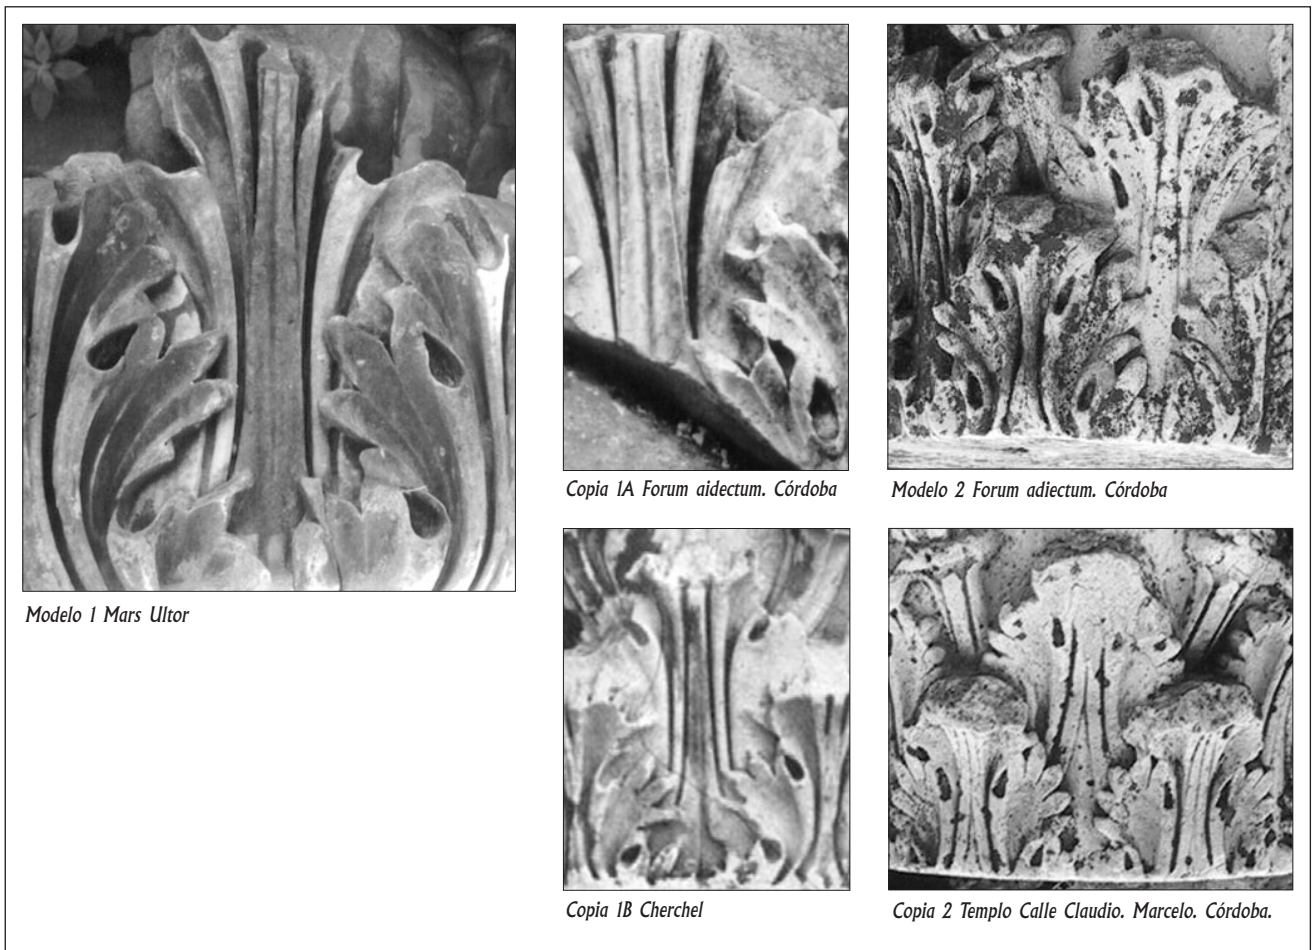 Modelo 1 Mars Ultor
Copia 1A Forum aidectum. Córdoba
Modelo 2 Forum adiectum. Córdoba
Copia 1B Cherchel
Copia 2 Templo Calle Claudio. Marcelo. Córdoba.